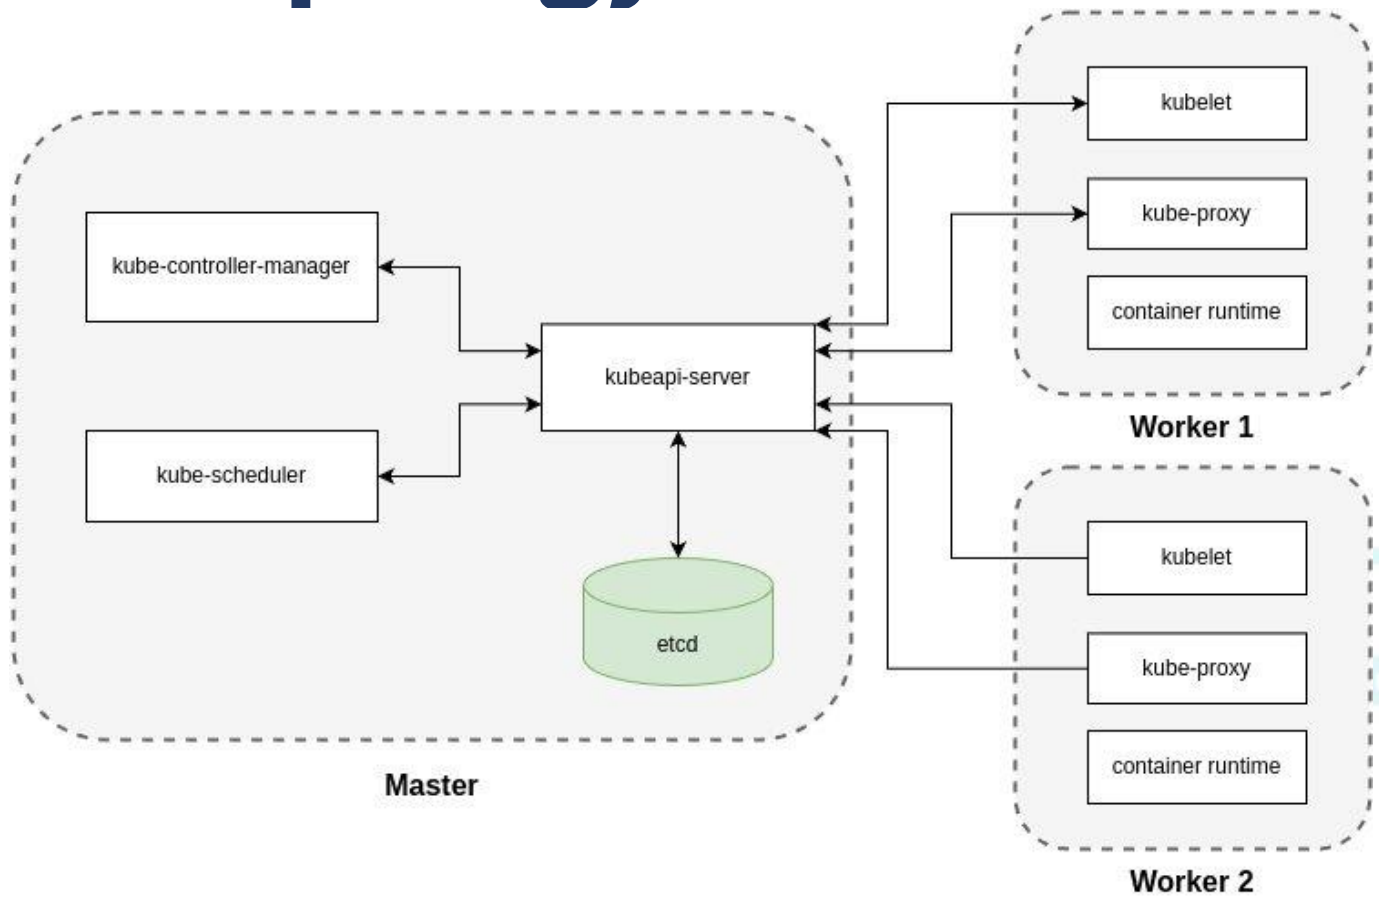 kube-controller-manager
kube-scheduler
kubeapi-server
etcd
Master
kubelet
kube-proxy
container runtime
Worker 1
kubelet
kube-proxy
container runtime
Worker 2